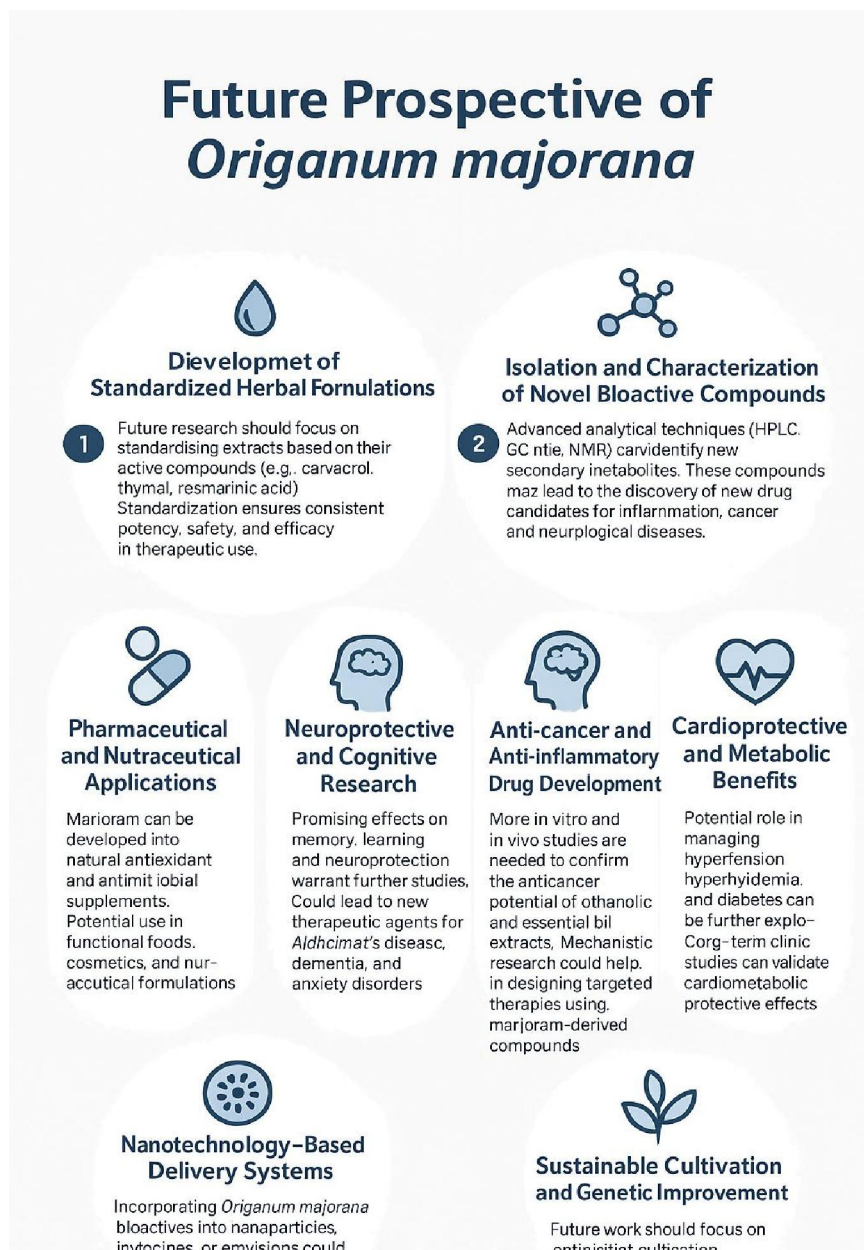 Future Prospective of
Origanum majorana
Dievelopmet of
Standardized Herbal Fornulations
1
Future research should focus on
standardising extracts based on their
active compounds (e.g,. carvacrol.
thymal, resmarinic acid)
Standardization ensures consistent
potency, safety, and efficacy
in therapeutic use.
Isolation and Characterization
of Novel Bloactive Compounds
2
Advanced analytical techniques (HPLC.
GC ntie, NMR) carvidentify new
secondary inetabolites. These compounds
maz lead to the discovery of new drug
candidates for inflarnmation, cancer
and neurplogical diseases.
Pharmaceutical
and Nutraceutical
Applications
Marioram can be
developed into
natural antiexidant
and antimit iobial
supplements.
Potential use in
functional foods.
cosmetics, and nur-
accutical formulations
Neuroprotective
and Cognitive
Research
Promising effects on
memory. learning
and neuroprotection
warrant further studies,
Could lead to new
therapeutic agents for
Aldhcimat's diseasc,
dementia, and
anxiety disorders
Anti-cancer and
Anti-inflammatory
Drug Development
More in vitro and
in vivo studies are
needed to confirm
the anticancer
potential of othanolic
and essential bil
extracts, Mechanistic
research could help.
in designing targeted
therapies using.
marjoram-derived
compounds
Cardioprotective
and Metabolic
Benefits
Potential role in
managing
hyperfension
hyperhyidemia.
and diabetes can
be further explo-
Corg-term clinic
studies can validate
cardiometabolic
protective effects
Nanotechnology-Based
Delivery Systems
Incorporating Origanum majorana
bloactives into nanaparticies,
or emvisions could
Sustainable Cultivation
and Genetic Improvement
Future work should focus on